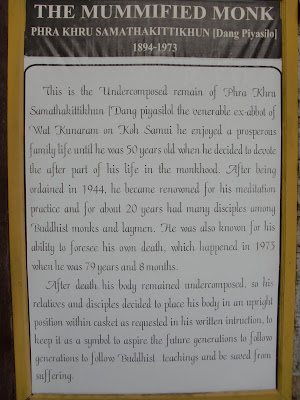 THE MUMMIFIED MONK
PHRA KHRU SAMATHAKITTIKHUN [Dang Piyasilo]
1894-1973
This is the Undercomposed remain of Phra Khru
Samathakittikhun [Dang piyasilol the venerable ex-abbot of
Wat Kunaram on Koh Samui he enjoyed a prosperous
family life until he was 50 years old when he decided to devote
the after part of his life in the monkhood. After being
ordained in 1944, he became renowned for his meditation
practice and for about 20 years had many disciples among
Buddhist monks and laymen. He was also known for his
ability to foresee his own death, which happened in 1973
when he was 79 years and 8 months.
After death his body remained undercomposed, so his
relatives and disciples decided to place his body in an upright
position within casket as requested in his written intruction, to
keep it as a symbol to aspire the future generations to follow
generations to follow Buddhist teachings and be saved from
suffering.